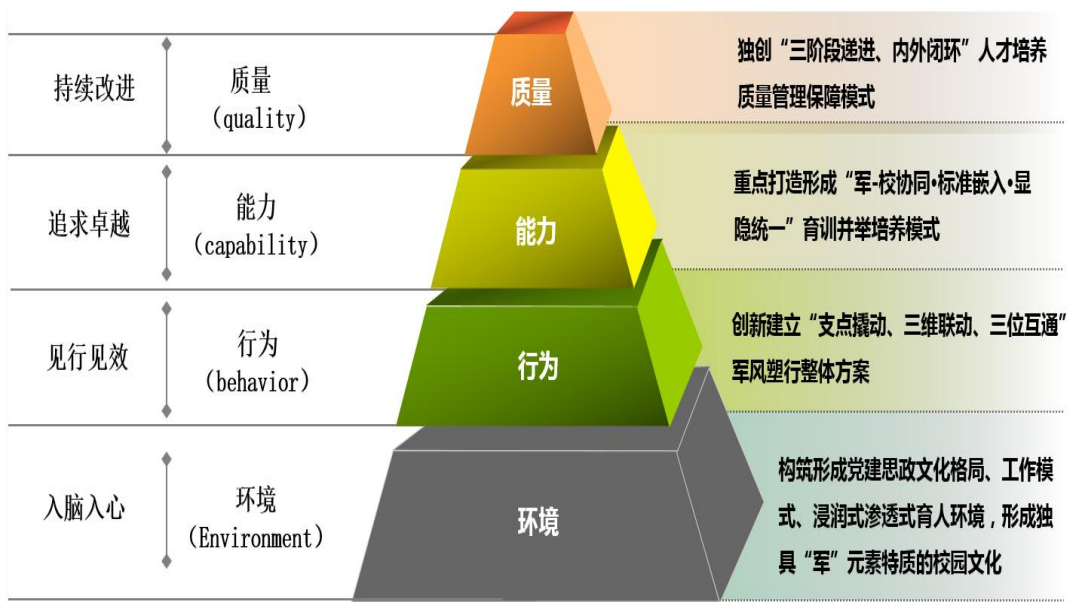 持续改进
质量
（quality）
质量
独创“三阶段递进、内外闭环”人才培养
质量管理保障模式
追求卓越
能力
（capability）
能力
重点打造形成“军-校协同·标准嵌入·显
隐统一”育训并举培养模式
见行见效
行为
（behavior）
行为
创新建立“支点撬动、三维联动、三位互通”
军风塑行整体方案
入脑入心
环境
（Environment）
环境
构筑形成党建思政文化格局、工作模
式、浸润式渗透式育人环境，形成独
具“军”元素特质的校园文化